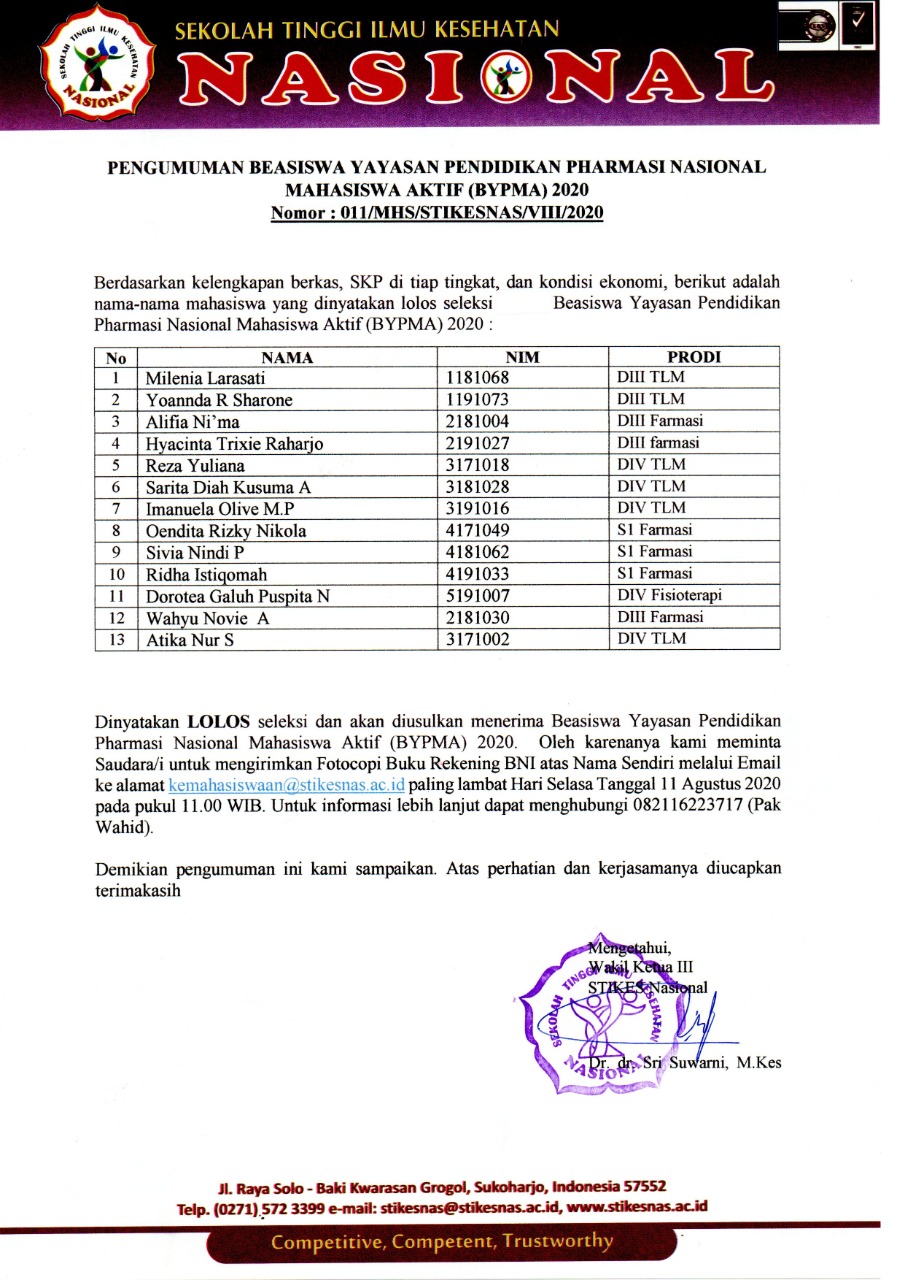 SEKOLAH TINGGI ILMU KESEHATAN
NASIONAL
SEKOLAH TINGGI ILMU KESEHATAN
NASIONAL
PENGUMUMAN BEASISWA YAYASAN PENDIDIKAN PHARMASI NASIONAL
MAHASISWA AKTIF (BYPMA) 2020
Nomor : 011/MHS/STIKESNAS/VIII/2020
Berdasarkan kelengkapan berkas, SKP di tiap tingkat, dan kondisi ekonomi, berikut adalah
nama-nama mahasiswa yang dinyatakan lolos seleksi Beasiswa Yayasan Pendidikan
Pharmasi Nasional Mahasiswa Aktif (BYPMA) 2020 :
No NAMA NIM PRODI
1 Milenia Larasati 1181068 DIII TLM
2 Yoannda R Sharone 1191073 DIII TLM
3 Alifia Ni’ma 2181004 DIII Farmasi
4 Hyacinta Trixie Raharjo 2191027 DIII farmasi
5 Reza Yuliana 3171018 DIV TLM
6 Sarita Diah Kusuma A 3181028 DIV TLM
7 Imanuela Olive M.P 3191016 DIV TLM
8 Oendita Rizky Nikola 4171049 S1 Farmasi
9 Sivia Nindi P 4181062 S1 Farmasi
10 Ridha Istiqomah 4191033 S1 Farmasi
11 Dorotea Galuh Puspita N 5191007 DIV Fisioterapi
12 Wahyu Novie A 2181030 DIII Farmasi
13 Atika Nur S 3171002 DIV TLM
Dinyatakan LOLOS seleksi dan akan diusulkan menerima Beasiswa Yayasan Pendidikan
Pharmasi Nasional Mahasiswa Aktif (BYPMA) 2020. Oleh karenanya kami meminta
Saudara/i untuk mengirimkan Fotocopi Buku Rekening BNI atas Nama Sendiri melalui Email
ke alamat kemahasiswaan@stikesnas.ac.id paling lambat Hari Selasa Tanggal 11 Agustus 2020
pada pukul 11.00 WIB. Untuk informasi lebih lanjut dapat menghubungi 082116223717 (Pak
Wahid).
Demikian pengumuman ini kami sampaikan. Atas perhatian dan kerjasamanya diucapkan
terimakasih
Mengetahui,
Wakil Ketua III
STIKES Nasional
SEKOLAH TINGGI ILMU KESEHATAN
NASIONAL
Dr. dr. Sri Suwarni, M.Kes
Jl. Raya Solo - Baki Kwarasan Grogol, Sukoharjo, Indonesia 57552
Telp. (0271) 572 3399 e-mail: stikesnas@stikesnas.ac.id, www.stikesnas.ac.id
Competitive, Competent, Trustworthy